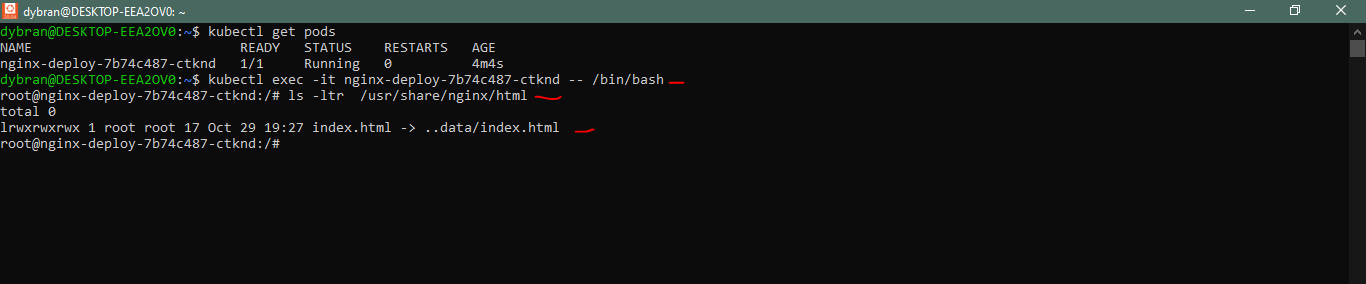 dybran@DESKTOP-EEA2OV0: ~
dybran@DESKTOP-EEA2OV0:~$ kubectl get pods
NAME                          READY   STATUS    RESTARTS   AGE
nginx-deploy-7b74c487-ctknd   1/1     Running   0          4m4s
dybran@DESKTOP-EEA2OV0:~$ kubectl exec -it nginx-deploy-7b74c487-ctknd -- /bin/bash
root@nginx-deploy-7b74c487-ctknd:/# ls -ltr  /usr/share/nginx/html
total 0
lrwxrwxrwx 1 root root 17 Oct 29 19:27 index.html -> ..data/index.html
root@nginx-deploy-7b74c487-ctknd:/#